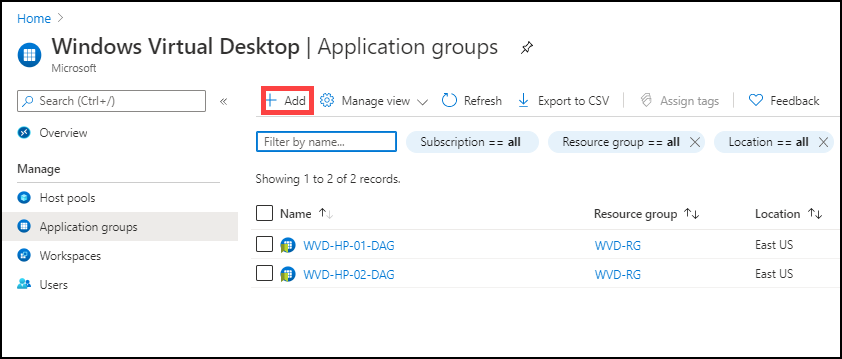 Home
Windows Virtual Desktop | Application groups
Microsoft
Search (Ctrl+/)
Overview
Manage
Host pools
Application groups
Workspaces
Users
Add Manage view Refresh Export to CSV Assign tags Feedback
Filter by name... Subscription == all Resource group == all Location == all
Showing 1 to 2 of 2 records.
Name Resource group Location
WVD-HP-01-DAG WVD-RG East US
WVD-HP-02-DAG WVD-RG East US